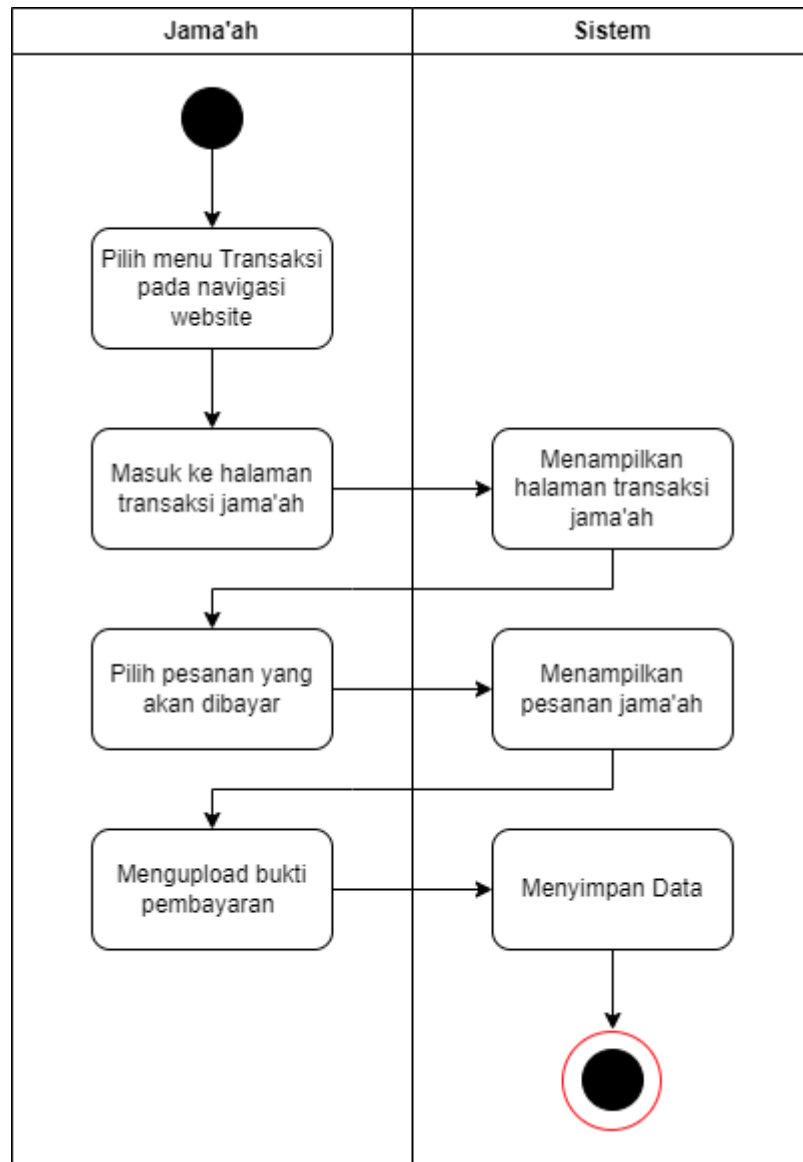 Jama'ah
Sistem
Pilih menu Transaksi
pada navigasi
website
Masuk ke halaman
transaksi jama'ah
Menampilkan
halaman transaksi
jama'ah
Pilih pesanan yang
akan dibayar
Menampilkan
pesanan jama'ah
Mengupload bukti
pembayaran
Menyimpan Data